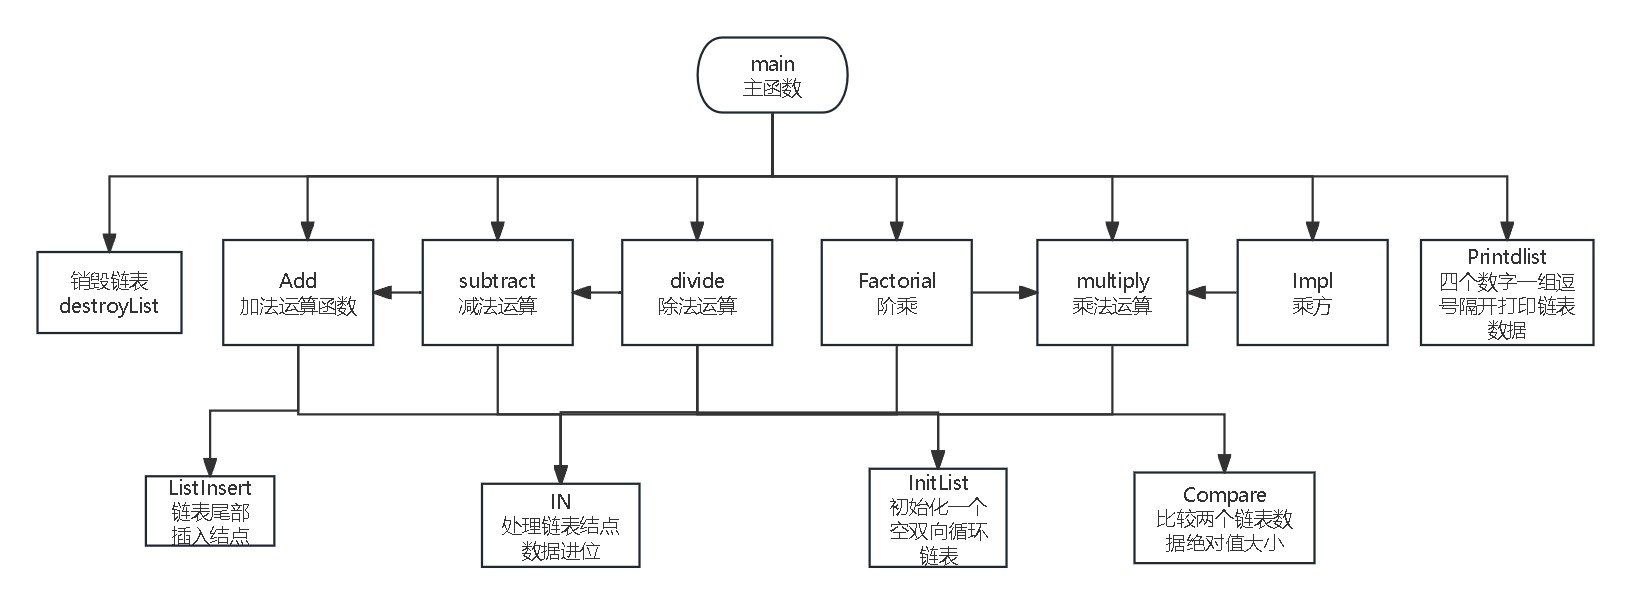 main
主函数
销毁链表
destroyList
Add
加法运算函数
subtract
减法运算
divide
除法运算
Factorial
阶乘
multiply
乘法运算
Impl
乘方
Printdlist
四个数字一组逗
号隔开打印链表
数据
ListInsert
链表尾部
插入结点
IN
处理链表结点
数据进位
InitList
初始化一个
空双向循环
链表
Compare
比较两个链表数
据绝对值大小